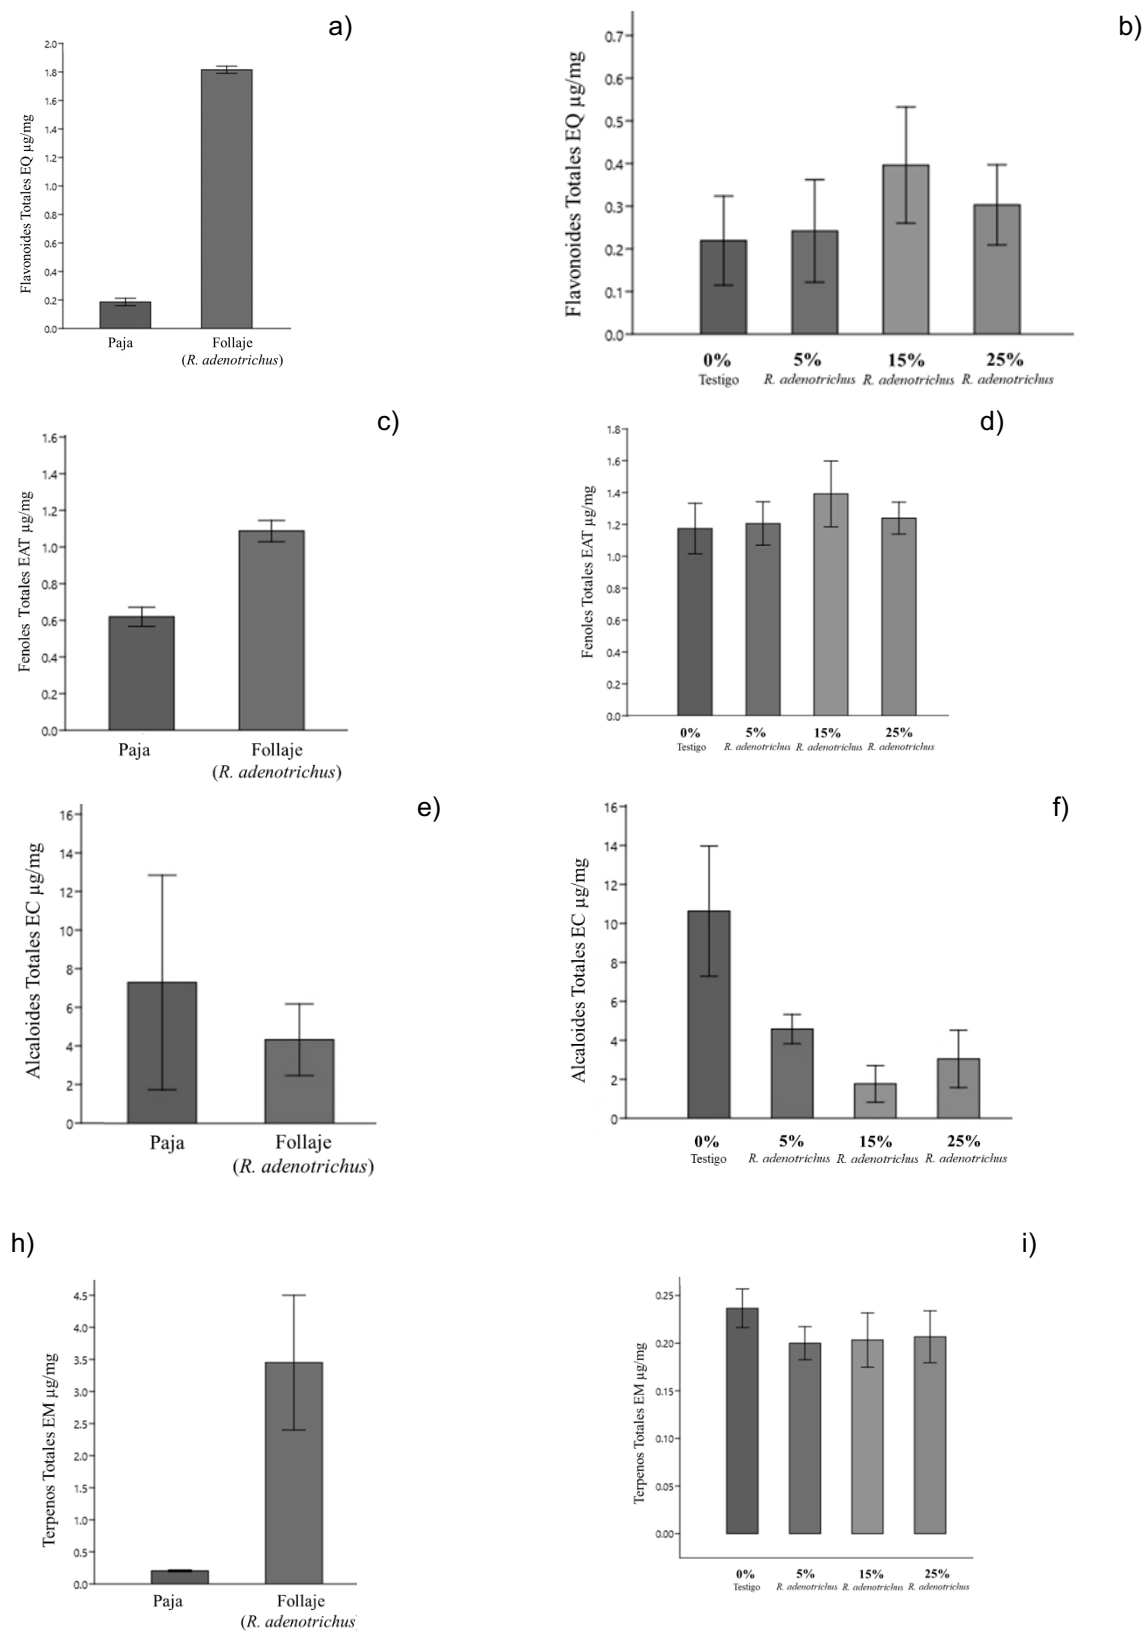 a)
2.0
1.8
1.6
1.4
1.2
1.0
0.8
0.6
0.4
0.2
0.0
Flavonoides Totales EQ µg/mg
Paja
Follaje
(R. adenotrichus)
b)
0.7
0.6
0.5
0.4
0.3
0.2
0.1
0.0
Flavonoides Totales EQ µg/mg
0% 5% 15% 25%
Testigo R. adenotrichus R. adenotrichus R. adenotrichus
c)
1.6
1.4
1.2
1.0
0.8
0.6
0.4
0.2
0.0
Fenoles Totales EAT µg/mg
Paja
Follaje
(R. adenotrichus)
d)
1.8
1.6
1.4
1.2
1.0
0.8
0.6
0.4
0.2
0.0
Fenoles Totales EAT µg/mg
0% 5% 15% 25%
Testigo R. adenotrichus R. adenotrichus R. adenotrichus
e)
16
14
12
10
8
6
4
2
0
Alcaloides Totales EC µg/mg
Paja
Follaje
(R. adenotrichus)
f)
16
14
12
10
8
6
4
2
0
Alcaloides Totales EC µg/mg
0% 5% 15% 25%
Testigo R. adenotrichus R. adenotrichus R. adenotrichus
h)
4.5
4.0
3.5
3.0
2.5
2.0
1.5
1.0
0.5
0.0
Terpenos Totales EM µg/mg
Paja
Follaje
(R. adenotrichus
i)
0.25
0.20
0.15
0.10
0.05
0.00
Terpenos Totales EM µg/mg
0% 5% 15% 25%
Testigo R. adenotrichus R. adenotrichus R. adenotrichus